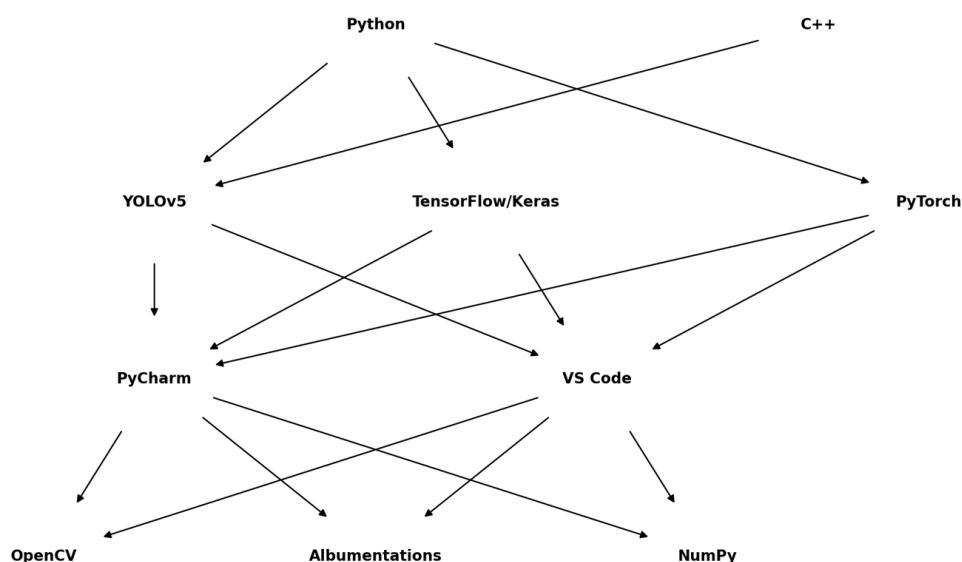 Python
C++
YOLOv5
TensorFlow/Keras
PyTorch
PyCharm
VS Code
OpenCV
Albumentations
NumPy